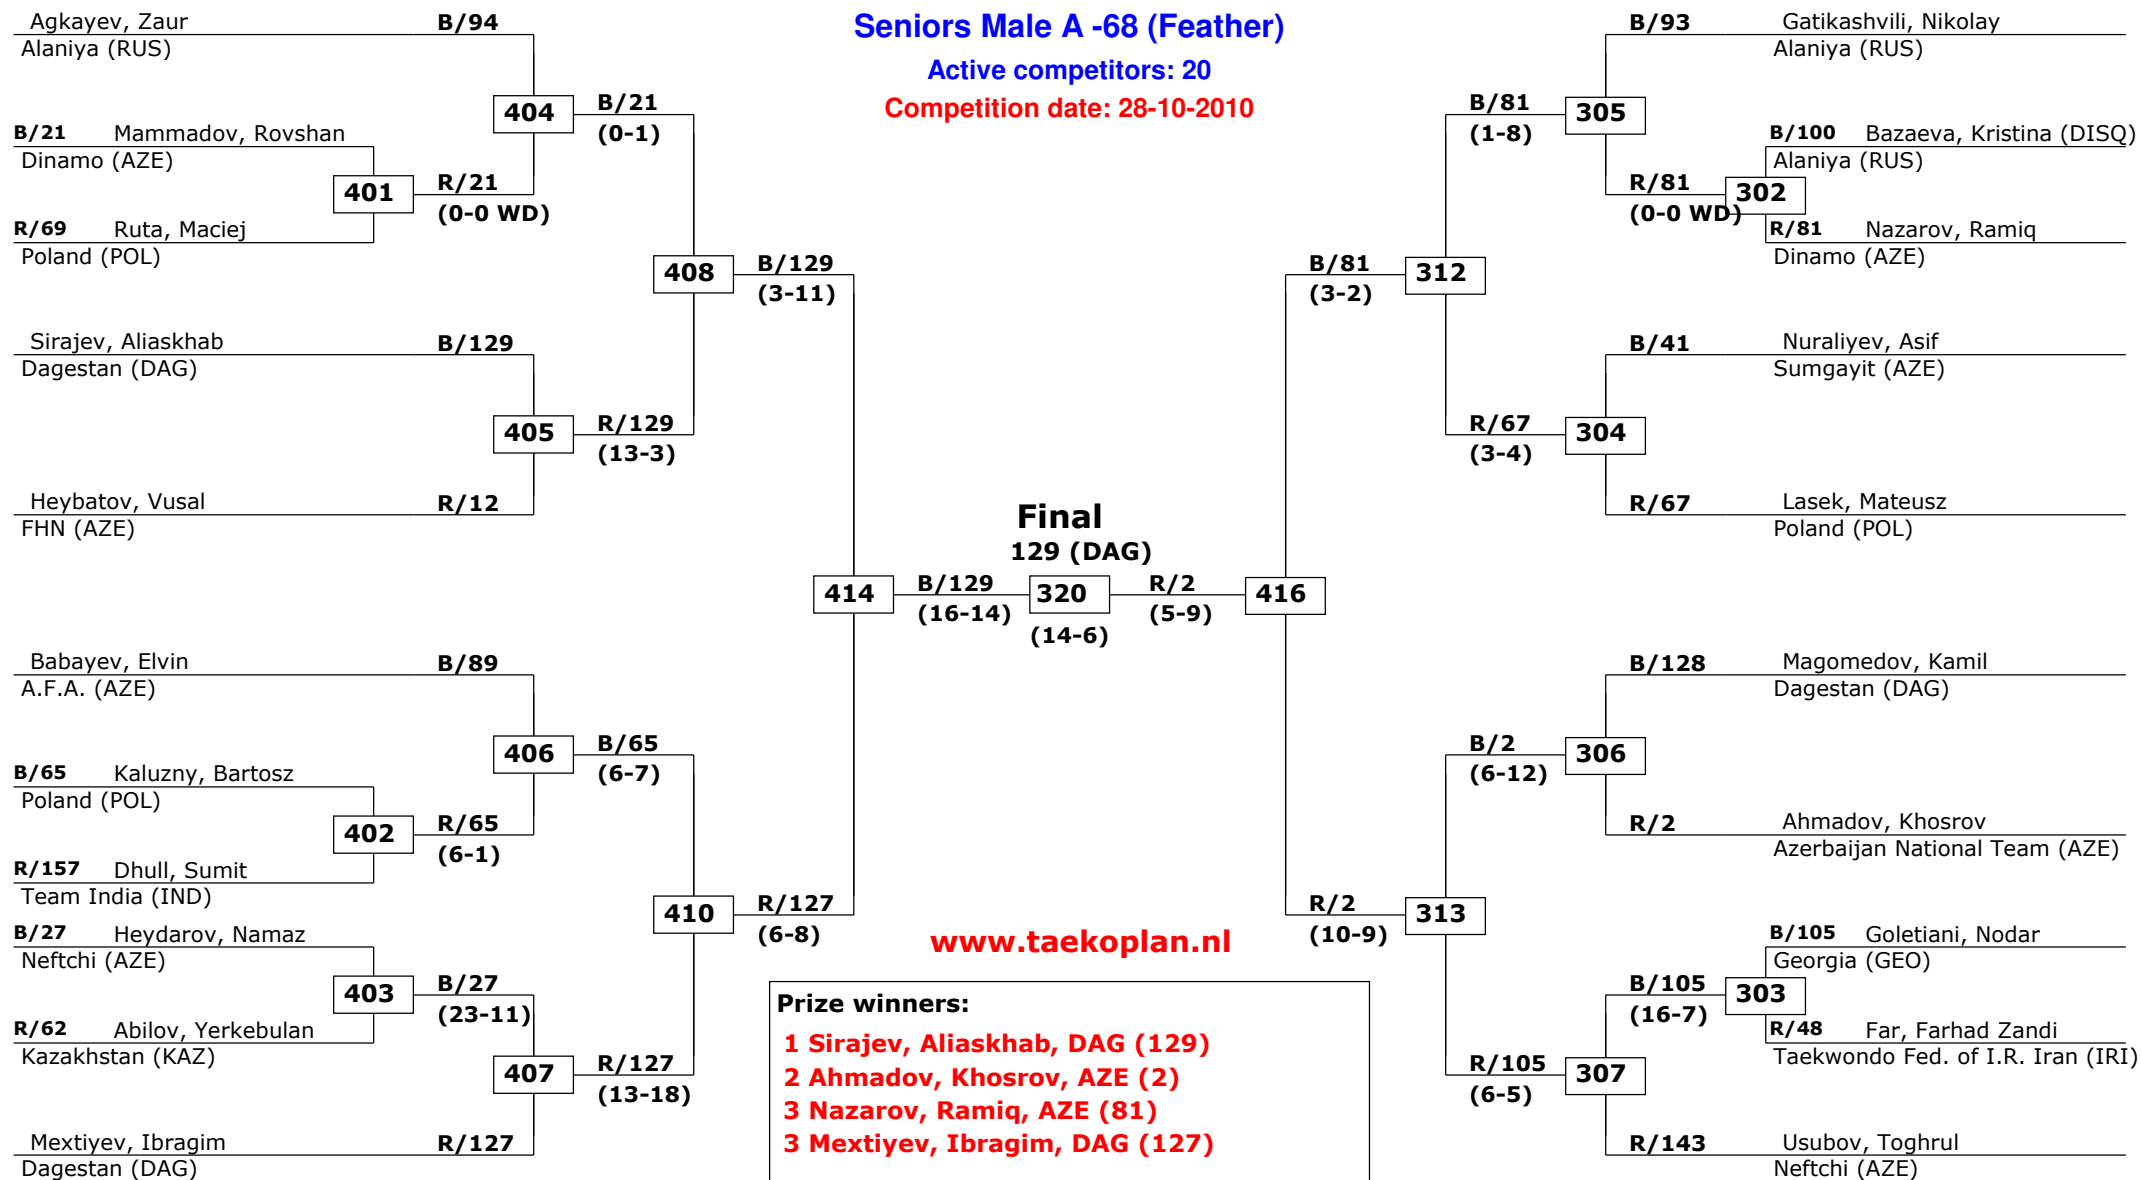 Seniors Male A -68 (Feather)
Active competitors: 20
Competition date: 28-10-2010
Agkayev, Zaur B/94
Alaniya (RUS)
404
B/21
(0-1)
B/21 Mammadov, Rovshan
Dinamo (AZE)
401
R/21
(0-0 WD)
R/69 Ruta, Maciej
Poland (POL)
408
B/129
(3-11)
Sirajev, Aliaskhab B/129
Dagestan (DAG)
405
R/129
(13-3)
Heybatov, Vusal R/12
FHN (AZE)
414
B/129
(16-14)
Babayev, Elvin B/89
A.F.A. (AZE)
406
B/65
(6-7)
B/65 Kaluzny, Bartosz
Poland (POL)
402
R/65
(6-1)
R/157 Dhull, Sumit
Team India (IND)
410
R/127
(6-8)
B/27 Heydarov, Namaz
Neftchi (AZE)
403
B/27
(23-11)
R/62 Abilov, Yerkebulan
Kazakhstan (KAZ)
407
R/127
(13-18)
Mextiyev, Ibragim R/127
Dagestan (DAG)
Final
129 (DAG)
320
(14-6)
R/2
(5-9)
416
B/93 Gatikashvili, Nikolay
Alaniya (RUS)
B/81
(1-8)
305
B/100 Bazaeva, Kristina (DISQ)
Alaniya (RUS)
R/81
(0-0 WD)
302
R/81 Nazarov, Ramiq
Dinamo (AZE)
B/81
(3-2)
312
B/41 Nuraliyev, Asif
Sumgayit (AZE)
R/67
(3-4)
304
R/67 Lasek, Mateusz
Poland (POL)
B/128 Magomedov, Kamil
Dagestan (DAG)
B/2
(6-12)
306
R/2 Ahmadov, Khosrov
Azerbaijan National Team (AZE)
R/2
(10-9)
313
B/105 Goletiani, Nodar
Georgia (GEO)
B/105
(16-7)
303
R/48 Far, Farhad Zandi
Taekwondo Fed. of I.R. Iran (IRI)
R/105
(6-5)
307
R/143 Usubov, Toghrul
Neftchi (AZE)
www.taekoplan.nl
Prize winners:
1 Sirajev, Aliaskhab, DAG (129)
2 Ahmadov, Khosrov, AZE (2)
3 Nazarov, Ramiq, AZE (81)
3 Mextiyev, Ibragim, DAG (127)